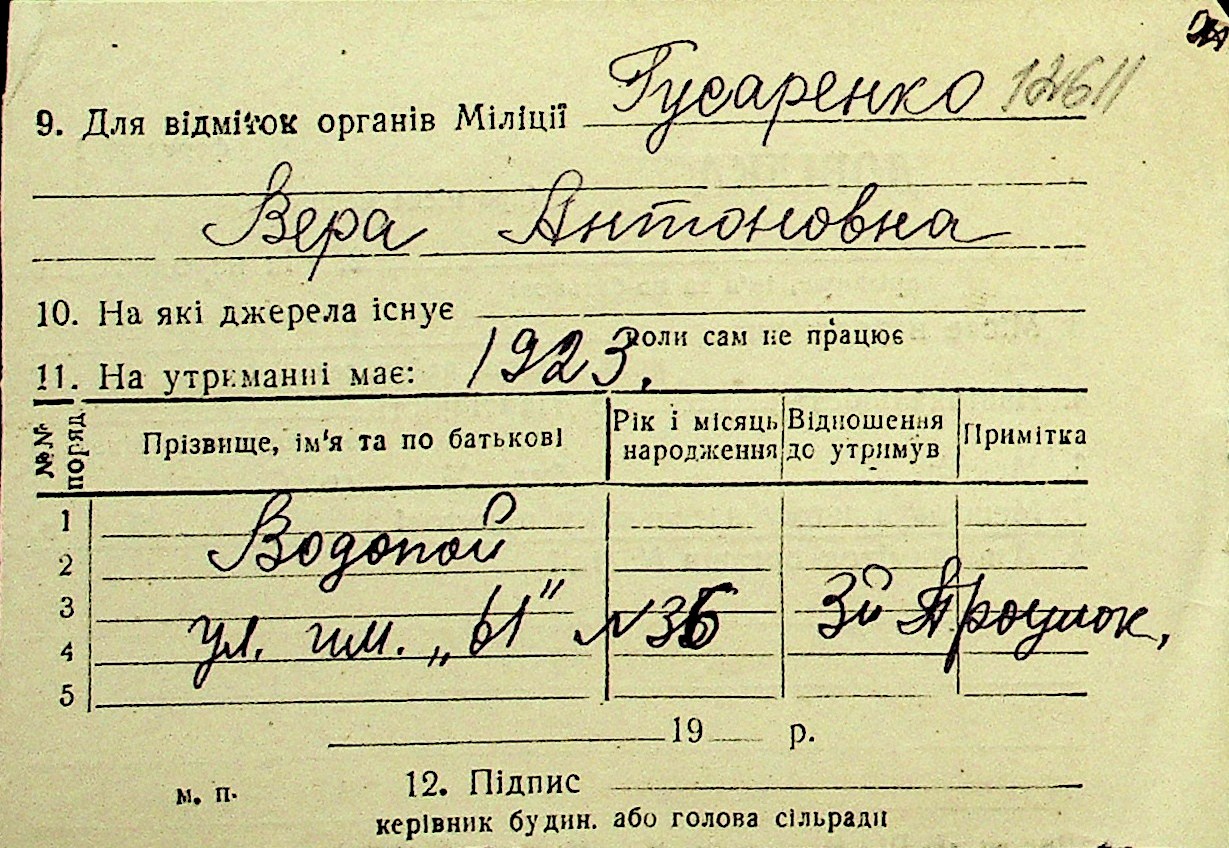 Гусаренко 12611
9. Для відміток органів Міліції
Вера Антоновна
10. На які джерела існує
коли сам не працює
11. На утриманні має: 1923.
№№ поряд. Прізвище, ім'я та по батькові Рік і місяць народження Відношення до утримув Примітка
1
Водопой
2
3
ул. им. „61" №36 3й Проулок,
4
5
19 р.
м. п. 12. Підпис
керівник будин. або голова сільради